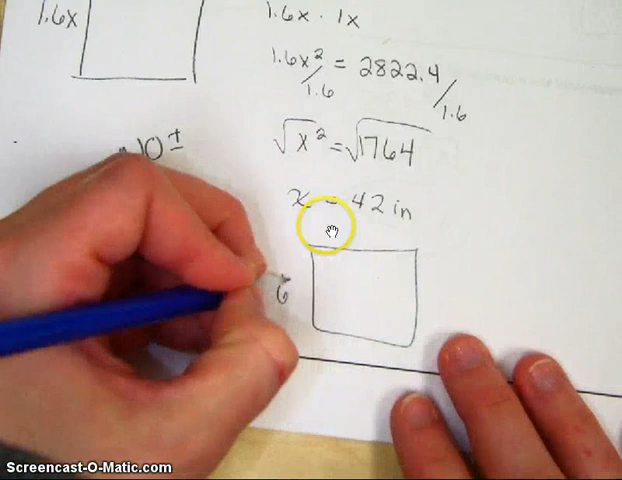 1.6x
1.6x · 1x
1.6x² = 2822.4
/1.6 /1.6
√x² = √1764
x = 42 in
6
Screencast-O-Matic.com